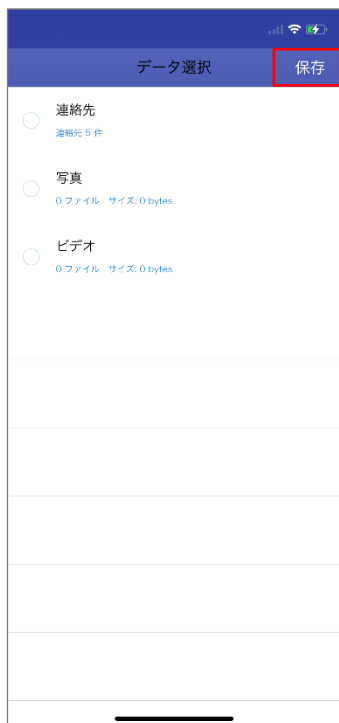 データ選択 保存
連絡先
連絡先 5 件
写真
0 ファイル サイズ: 0 bytes
ビデオ
0 ファイル サイズ: 0 bytes